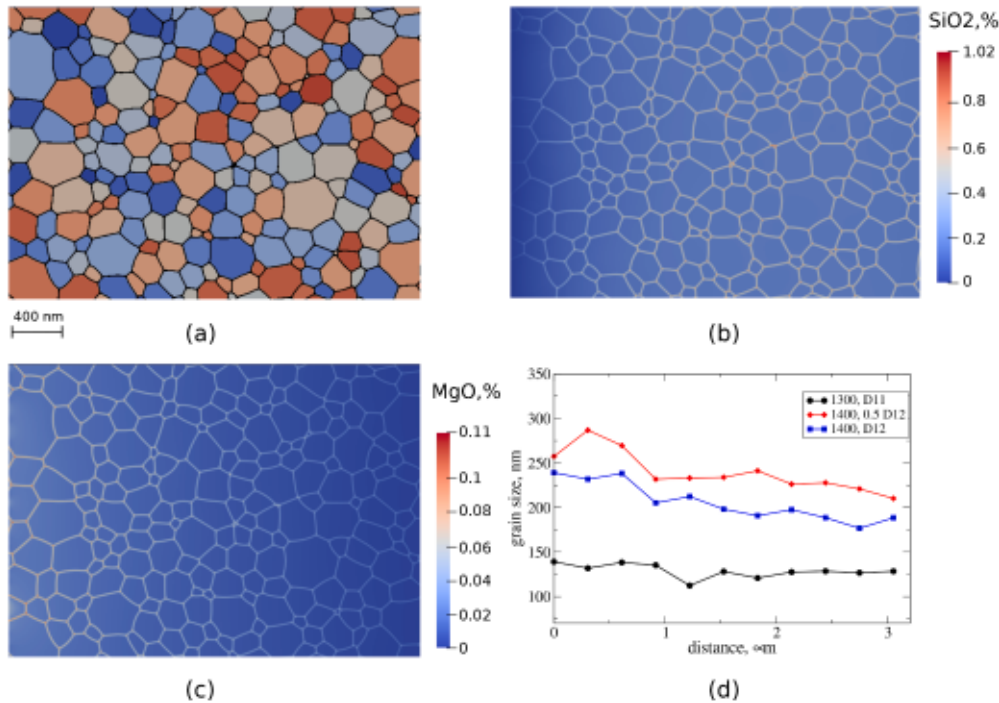 SiO2,%
1.02
0.8
0.6
0.4
0.2
0
400 nm
(a)
(b)
MgO,%
0.11
0.1
0.08
0.06
0.04
0.02
0
(c)
350
300
250
200
150
100
grain size, nm
1300, D11
1400, 0.5 D12
1400, D12
0
1
2
3
distance, ∝m
(d)